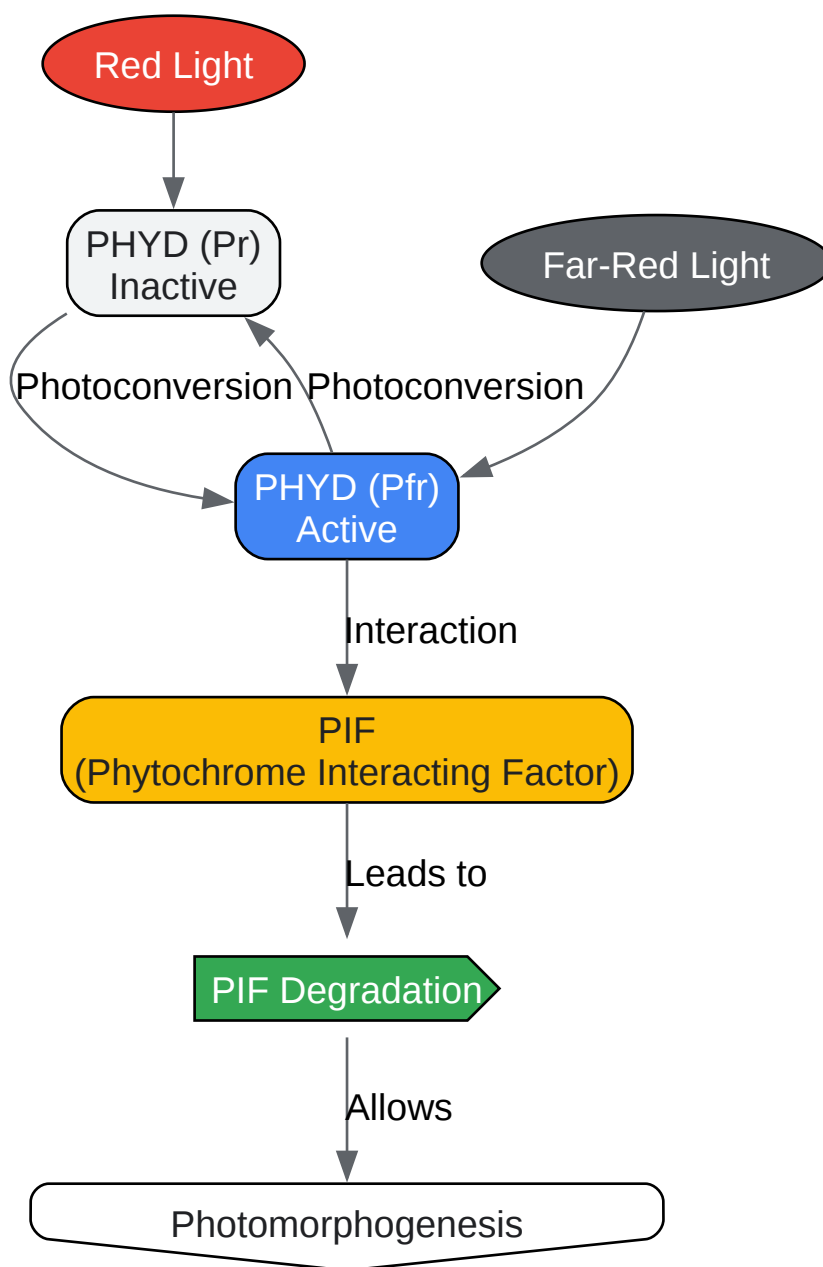 Red Light
PHYD (Pr)
Inactive
Far-Red Light
Photoconversion
Photoconversion
PHYD (Pfr)
Active
Interaction
PIF
(Phytochrome Interacting Factor)
Leads to
PIF Degradation
Allows
Photomorphogenesis